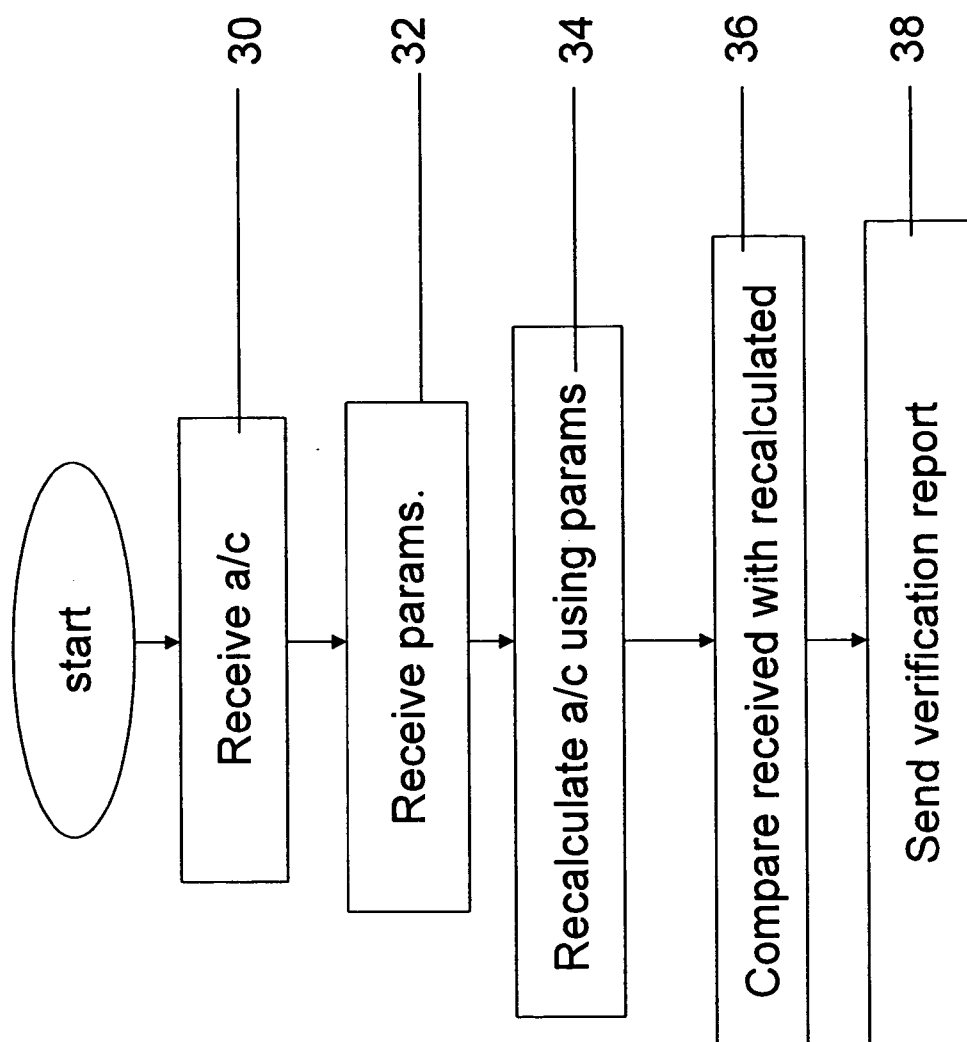 start
Receive a/c
30
Receive params.
32
Recalculate a/c using params
34
Compare received with recalculated
36
Send verification report
38